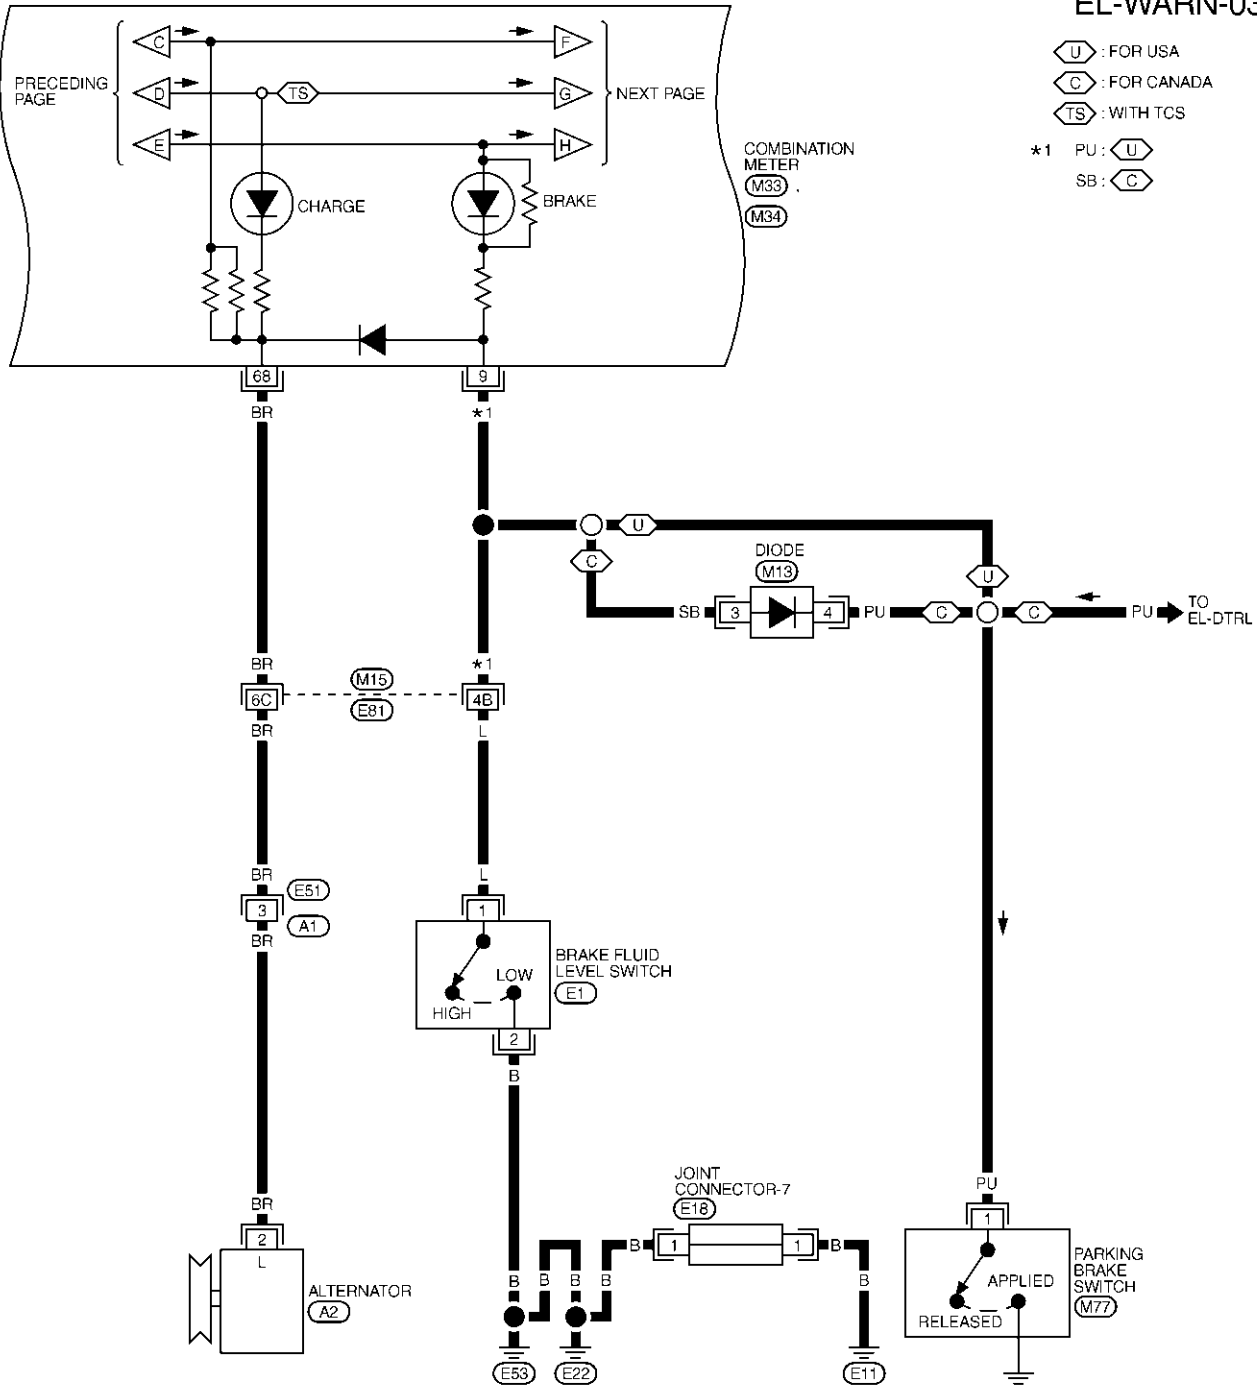 EL-WARN-03
U : FOR USA
C : FOR CANADA
TS : WITH TCS
*1 PU : U
SB : C
PRECEDING
PAGE
C
D
E
TS
F
G
H
NEXT PAGE
COMBINATION
METER
M33 ,
M34
CHARGE
BRAKE
68
9
BR
*1
U
C
DIODE
M13
SB
3
4
PU
C
U
C
PU
TO
EL-DTRL
BR
*1
6C
M15
E81
4B
BR
L
BR
E51
3
A1
BR
L
1
BRAKE FLUID
LEVEL SWITCH
E1
LOW
HIGH
2
B
BR
2
L
ALTERNATOR
A2
JOINT
CONNECTOR-7
E18
B
1
1
B
B
B
B
B
B
E53
E22
E11
PU
1
PARKING
BRAKE
SWITCH
M77
APPLIED
RELEASED